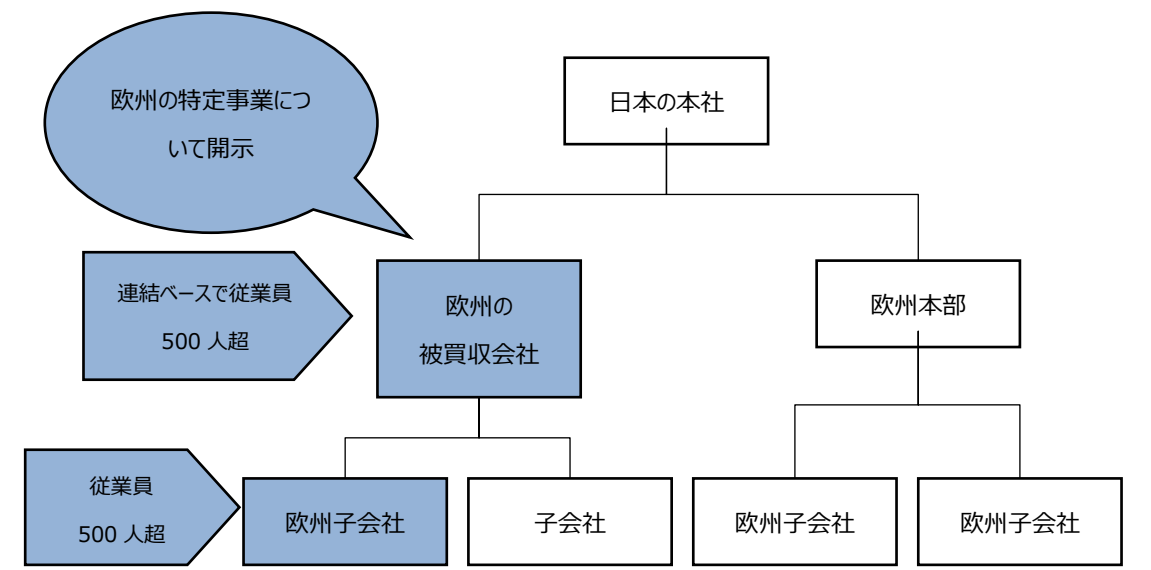 欧州の特定事業につ
いて開示
日本の本社
連結ベースで従業員
500 人超
欧州の
被買収会社
欧州本部
従業員
500 人超
欧州子会社
子会社
欧州子会社
欧州子会社